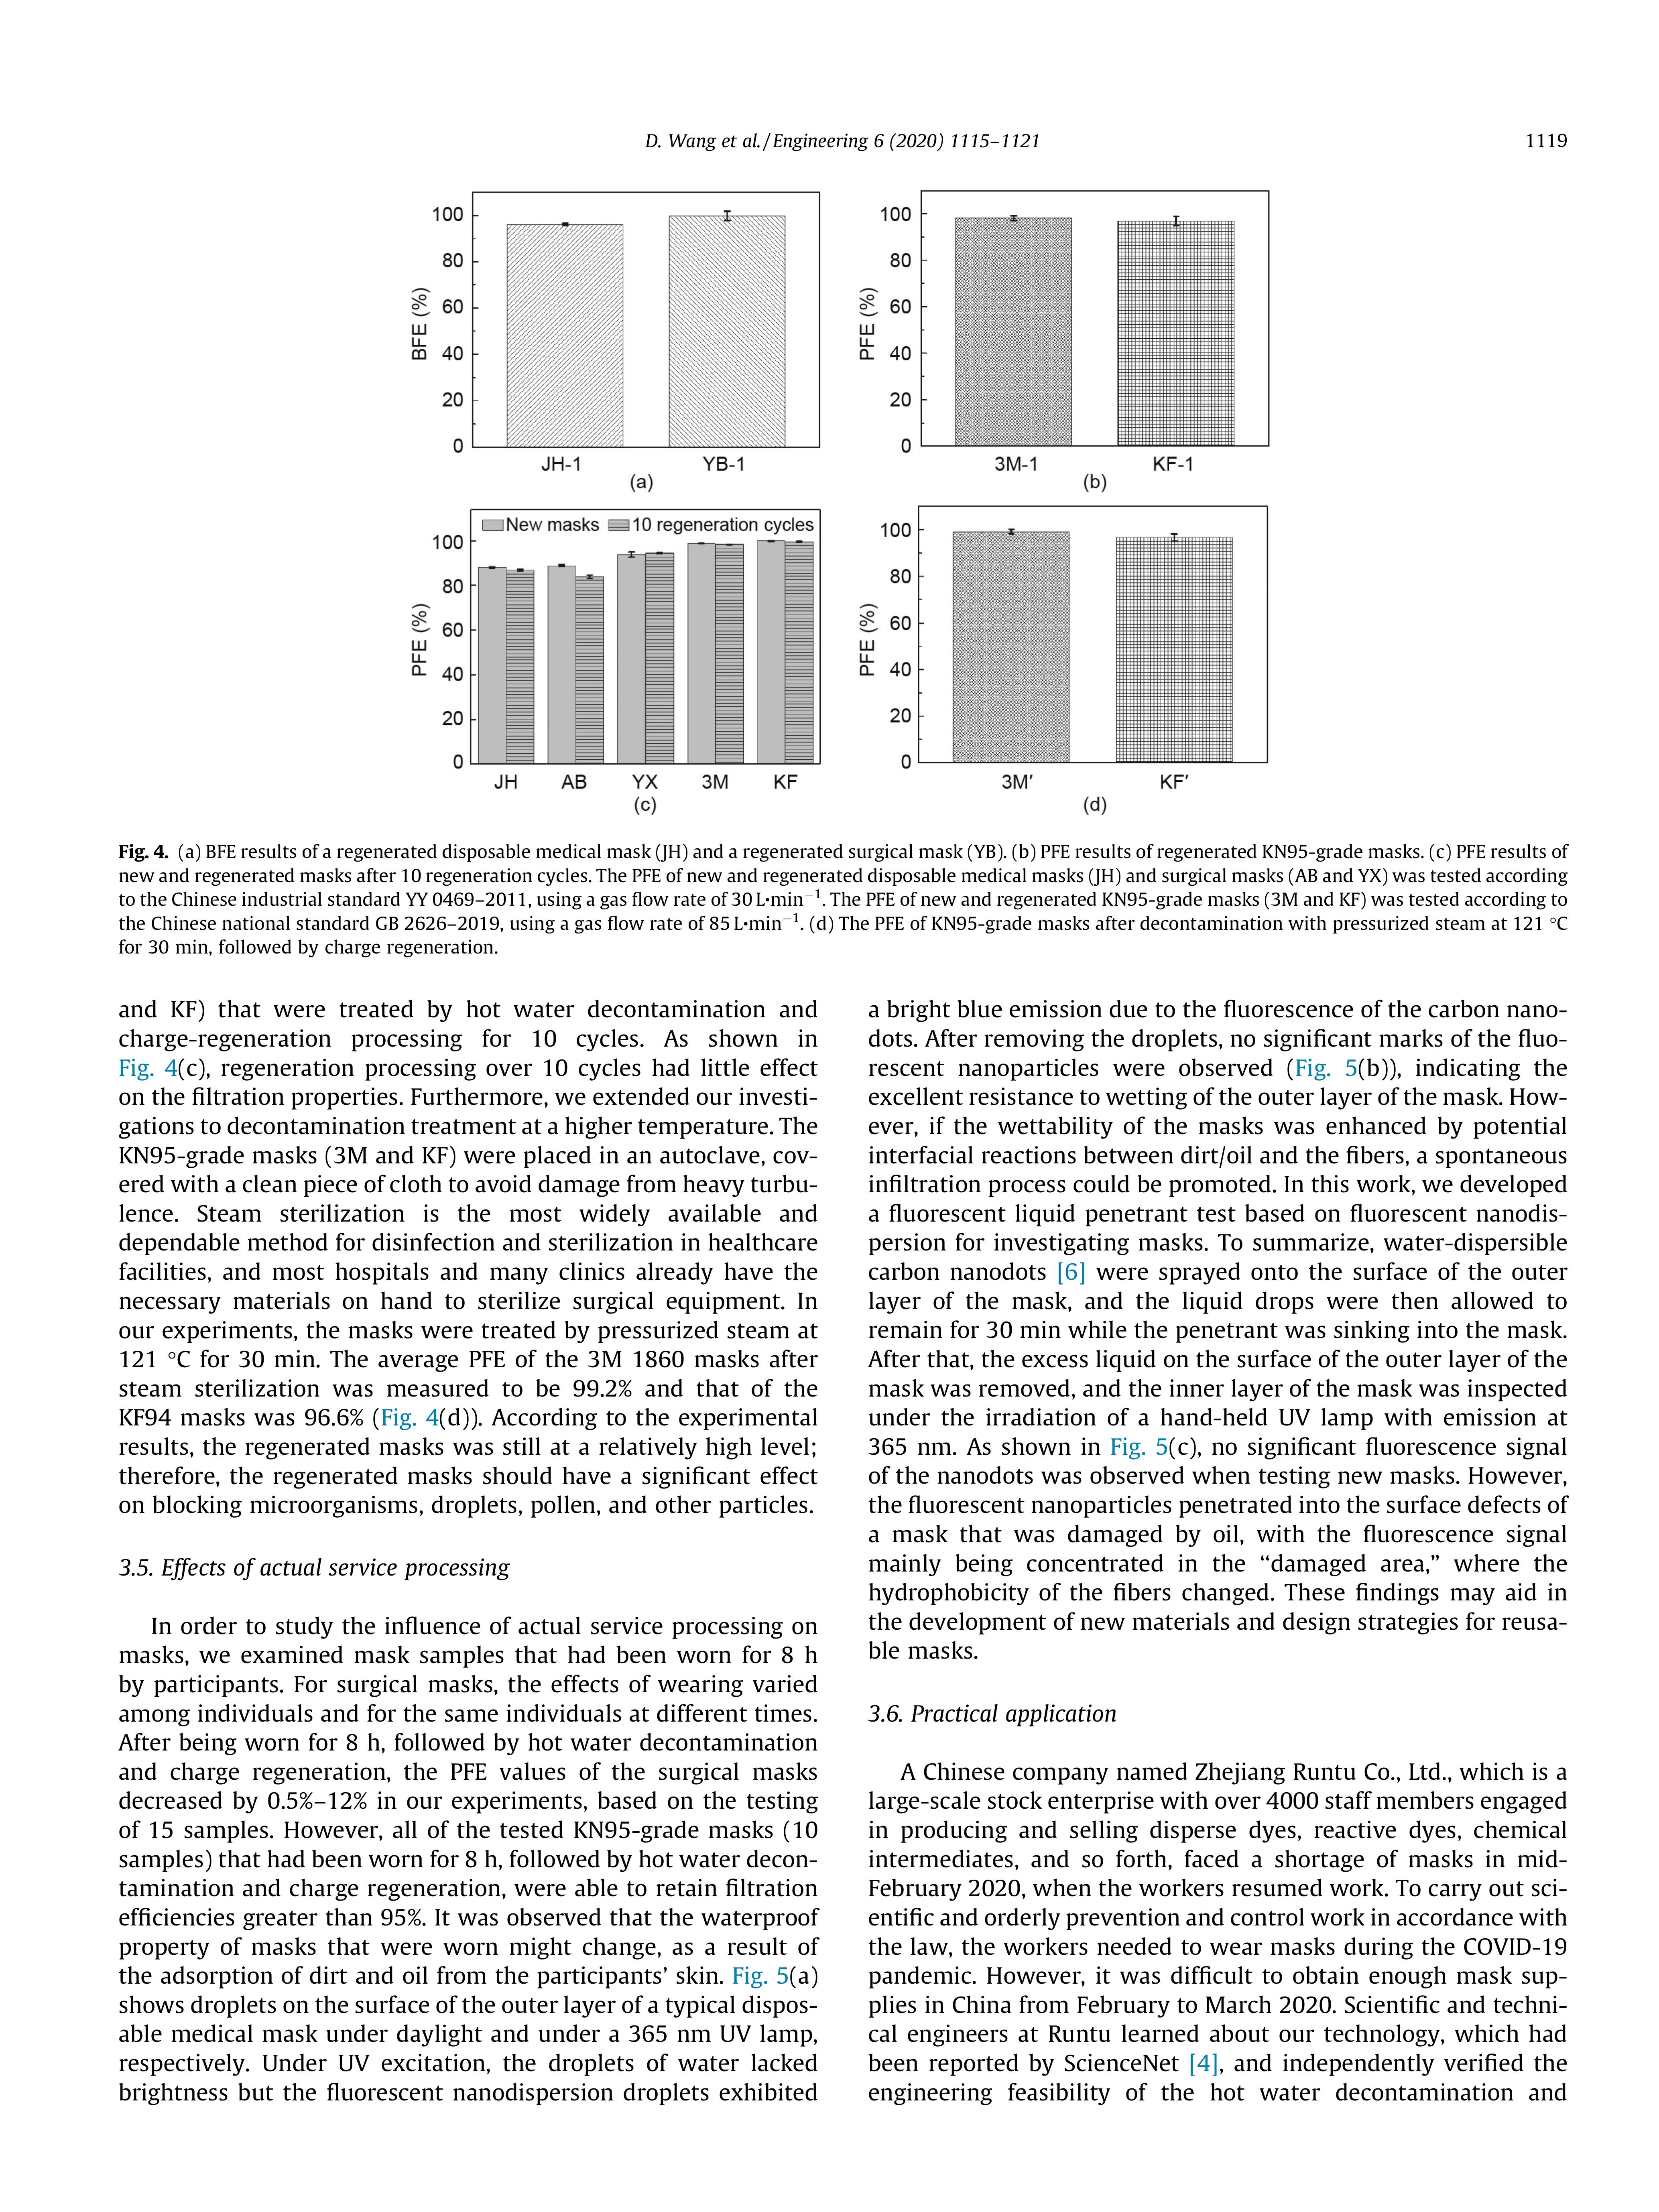 D. Wang et al. / Engineering 6 (2020) 1115–1121
1119
100
80
60
40
20
0
BFE (%)
JH-1
YB-1
(a)
100
80
60
40
20
0
PFE (%)
3M-1
KF-1
(b)
New masks
10 regeneration cycles
100
80
60
40
20
0
PFE (%)
JH
AB
YX
3M
KF
(c)
100
80
60
40
20
0
PFE (%)
3M′
KF′
(d)
Fig. 4. (a) BFE results of a regenerated disposable medical mask (JH) and a regenerated surgical mask (YB). (b) PFE results of regenerated KN95-grade masks. (c) PFE results of
new and regenerated masks after 10 regeneration cycles. The PFE of new and regenerated disposable medical masks (JH) and surgical masks (AB and YX) was tested according
to the Chinese industrial standard YY 0469–2011, using a gas flow rate of 30 L·min⁻¹. The PFE of new and regenerated KN95-grade masks (3M and KF) was tested according to
the Chinese national standard GB 2626–2019, using a gas flow rate of 85 L·min⁻¹. (d) The PFE of KN95-grade masks after decontamination with pressurized steam at 121 °C
for 30 min, followed by charge regeneration.
and KF) that were treated by hot water decontamination and
charge-regeneration processing for 10 cycles. As shown in
Fig. 4(c), regeneration processing over 10 cycles had little effect
on the filtration properties. Furthermore, we extended our investi-
gations to decontamination treatment at a higher temperature. The
KN95-grade masks (3M and KF) were placed in an autoclave, cov-
ered with a clean piece of cloth to avoid damage from heavy turbu-
lence. Steam sterilization is the most widely available and
dependable method for disinfection and sterilization in healthcare
facilities, and most hospitals and many clinics already have the
necessary materials on hand to sterilize surgical equipment. In
our experiments, the masks were treated by pressurized steam at
121 °C for 30 min. The average PFE of the 3M 1860 masks after
steam sterilization was measured to be 99.2% and that of the
KF94 masks was 96.6% (Fig. 4(d)). According to the experimental
results, the regenerated masks was still at a relatively high level;
therefore, the regenerated masks should have a significant effect
on blocking microorganisms, droplets, pollen, and other particles.
3.5. Effects of actual service processing
In order to study the influence of actual service processing on
masks, we examined mask samples that had been worn for 8 h
by participants. For surgical masks, the effects of wearing varied
among individuals and for the same individuals at different times.
After being worn for 8 h, followed by hot water decontamination
and charge regeneration, the PFE values of the surgical masks
decreased by 0.5%–12% in our experiments, based on the testing
of 15 samples. However, all of the tested KN95-grade masks (10
samples) that had been worn for 8 h, followed by hot water decon-
tamination and charge regeneration, were able to retain filtration
efficiencies greater than 95%. It was observed that the waterproof
property of masks that were worn might change, as a result of
the adsorption of dirt and oil from the participants' skin. Fig. 5(a)
shows droplets on the surface of the outer layer of a typical dispos-
able medical mask under daylight and under a 365 nm UV lamp,
respectively. Under UV excitation, the droplets of water lacked
brightness but the fluorescent nanodispersion droplets exhibited
a bright blue emission due to the fluorescence of the carbon nano-
dots. After removing the droplets, no significant marks of the fluo-
rescent nanoparticles were observed (Fig. 5(b)), indicating the
excellent resistance to wetting of the outer layer of the mask. How-
ever, if the wettability of the masks was enhanced by potential
interfacial reactions between dirt/oil and the fibers, a spontaneous
infiltration process could be promoted. In this work, we developed
a fluorescent liquid penetrant test based on fluorescent nanodis-
persion for investigating masks. To summarize, water-dispersible
carbon nanodots [6] were sprayed onto the surface of the outer
layer of the mask, and the liquid drops were then allowed to
remain for 30 min while the penetrant was sinking into the mask.
After that, the excess liquid on the surface of the outer layer of the
mask was removed, and the inner layer of the mask was inspected
under the irradiation of a hand-held UV lamp with emission at
365 nm. As shown in Fig. 5(c), no significant fluorescence signal
of the nanodots was observed when testing new masks. However,
the fluorescent nanoparticles penetrated into the surface defects of
a mask that was damaged by oil, with the fluorescence signal
mainly being concentrated in the “damaged area,” where the
hydrophobicity of the fibers changed. These findings may aid in
the development of new materials and design strategies for reusa-
ble masks.
3.6. Practical application
A Chinese company named Zhejiang Runtu Co., Ltd., which is a
large-scale stock enterprise with over 4000 staff members engaged
in producing and selling disperse dyes, reactive dyes, chemical
intermediates, and so forth, faced a shortage of masks in mid-
February 2020, when the workers resumed work. To carry out sci-
entific and orderly prevention and control work in accordance with
the law, the workers needed to wear masks during the COVID-19
pandemic. However, it was difficult to obtain enough mask sup-
plies in China from February to March 2020. Scientific and techni-
cal engineers at Runtu learned about our technology, which had
been reported by ScienceNet [4], and independently verified the
engineering feasibility of the hot water decontamination and